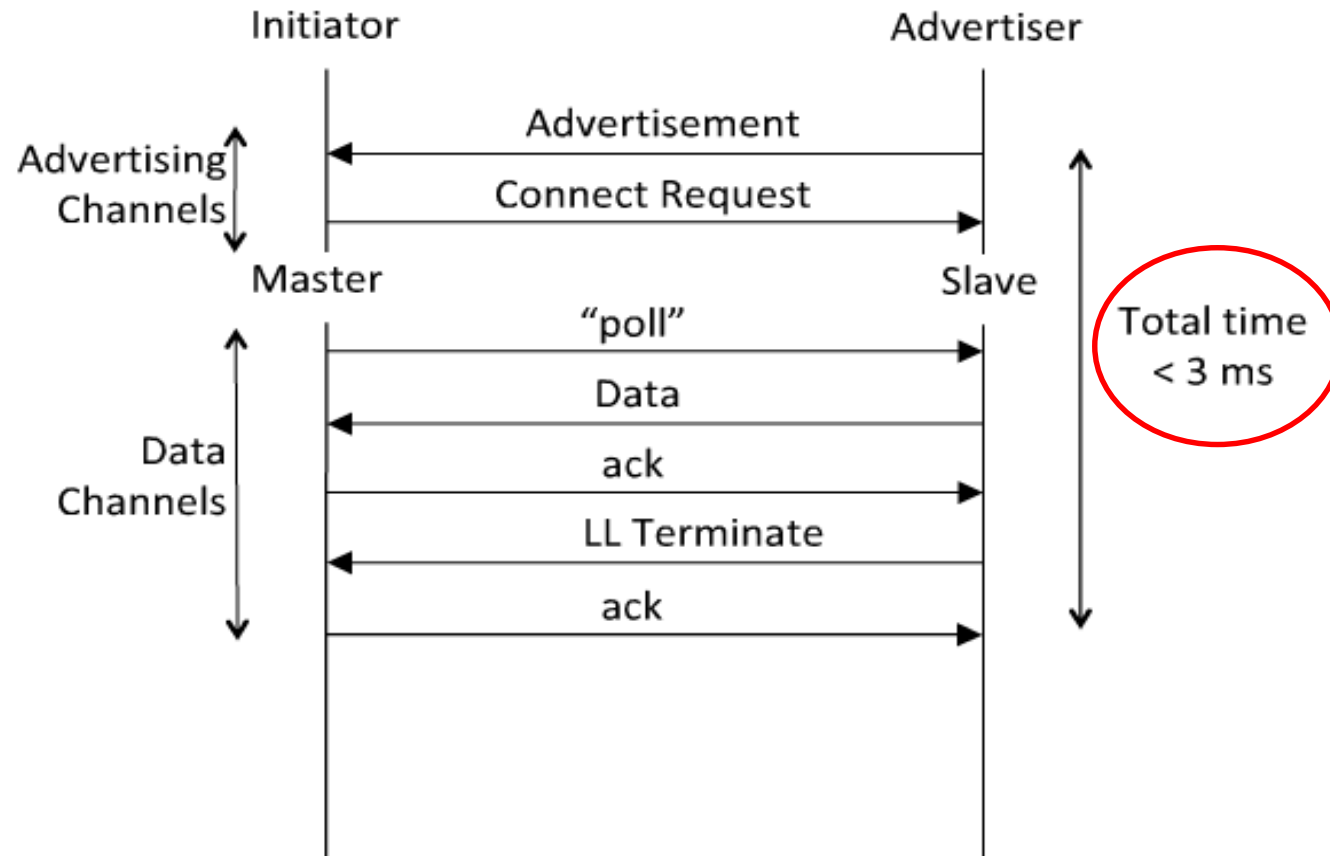 Initiator
Advertiser
Advertisement
Advertising
Channels
Connect Request
Master
Slave
“poll”
Total time
< 3 ms
Data
Data
Channels
ack
LL Terminate
ack